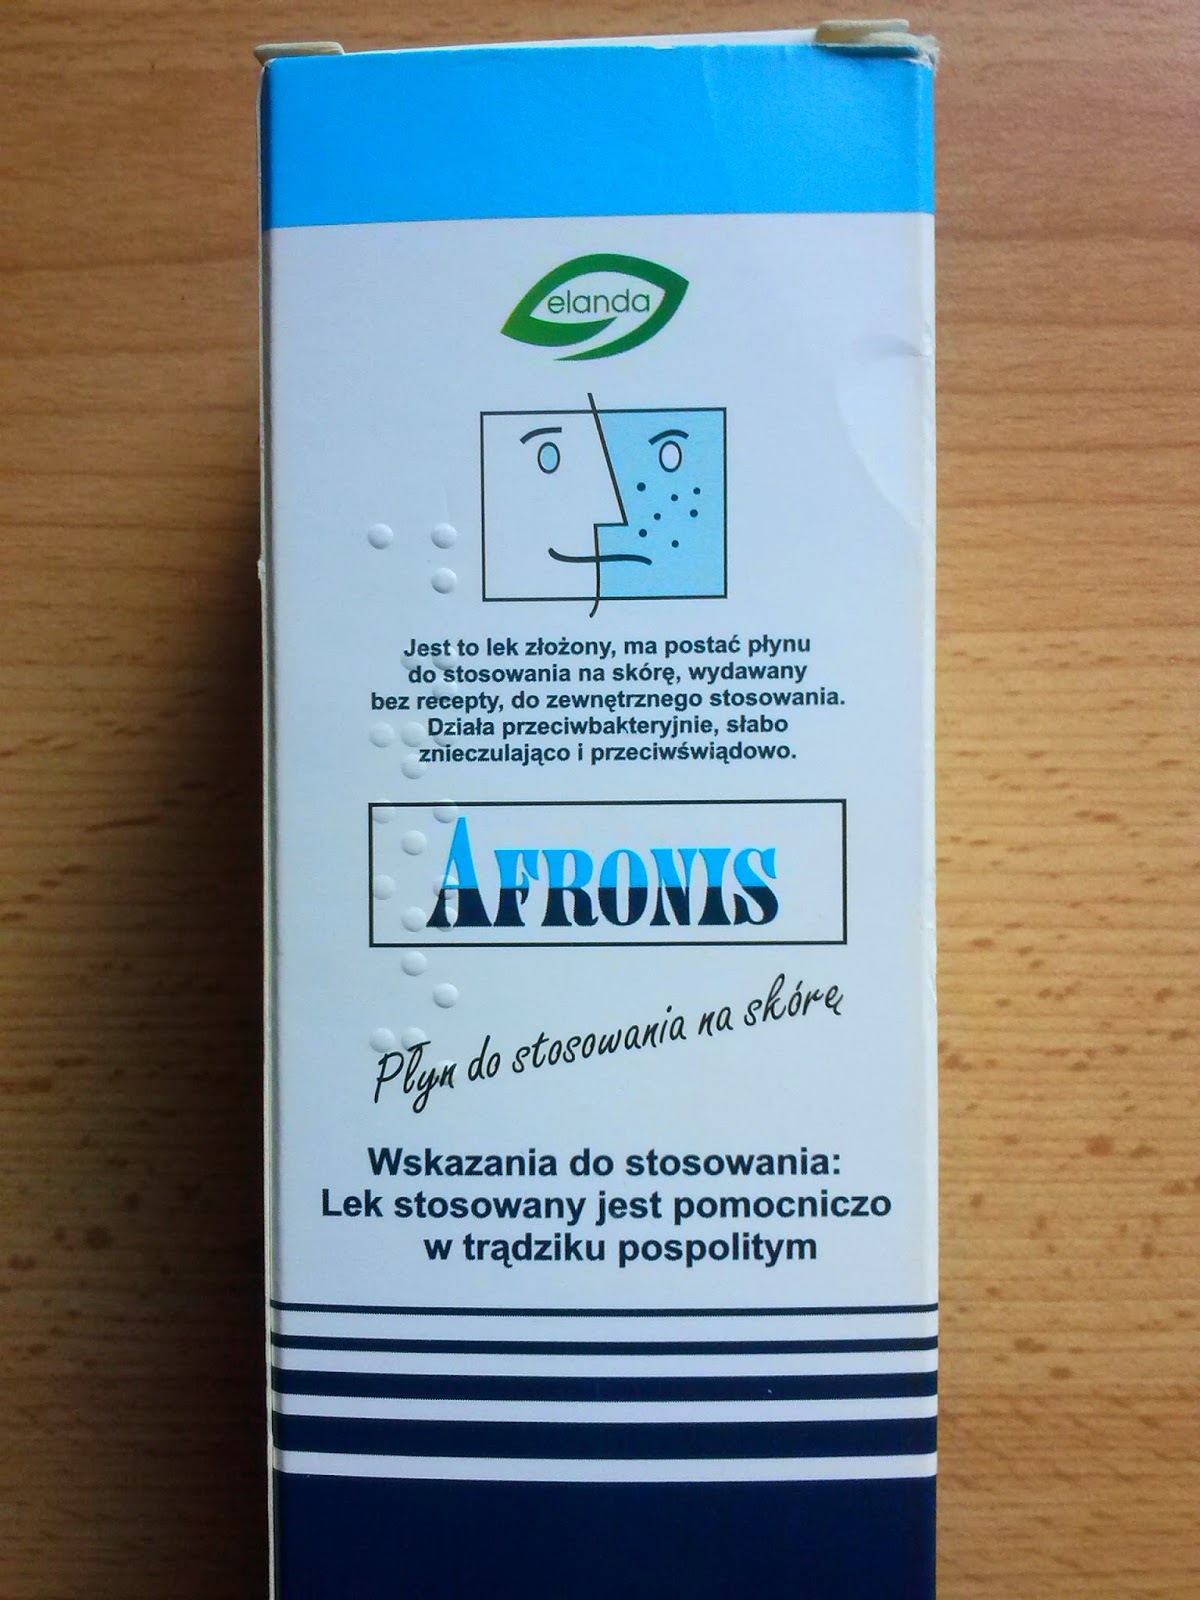 elanda
Jest to lek złożony, ma postać płynu
do stosowania na skórę, wydawany
bez recepty, do zewnętrznego stosowania.
Działa przeciwbakteryjnie, słabo
znieczulająco i przeciwświądowo.
AFRONIS
Płyn do stosowania na skórę
Wskazania do stosowania:
Lek stosowany jest pomocniczo
w trądziku pospolitym